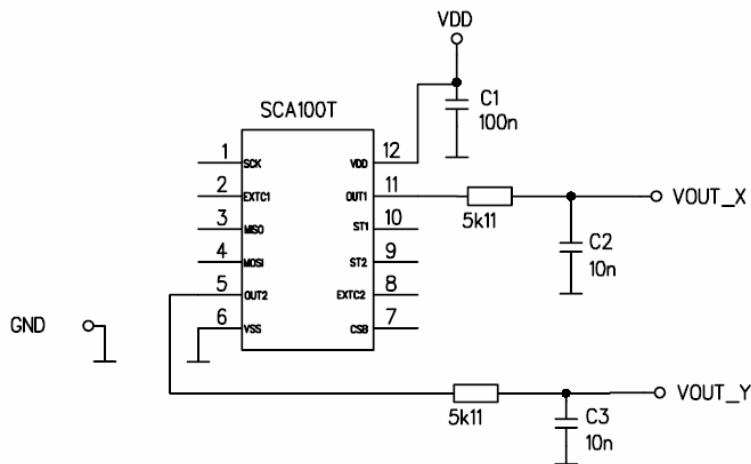 VDD
C1
100n
SCA100T
1 SCK VDD 12
2 EXTC1 OUT1 11
5k11
VOUT_X
3 MISO ST1 10
C2
10n
4 MOSI ST2 9
5 OUT2 EXTC2 8
GND
6 VSS CSB 7
5k11
VOUT_Y
C3
10n